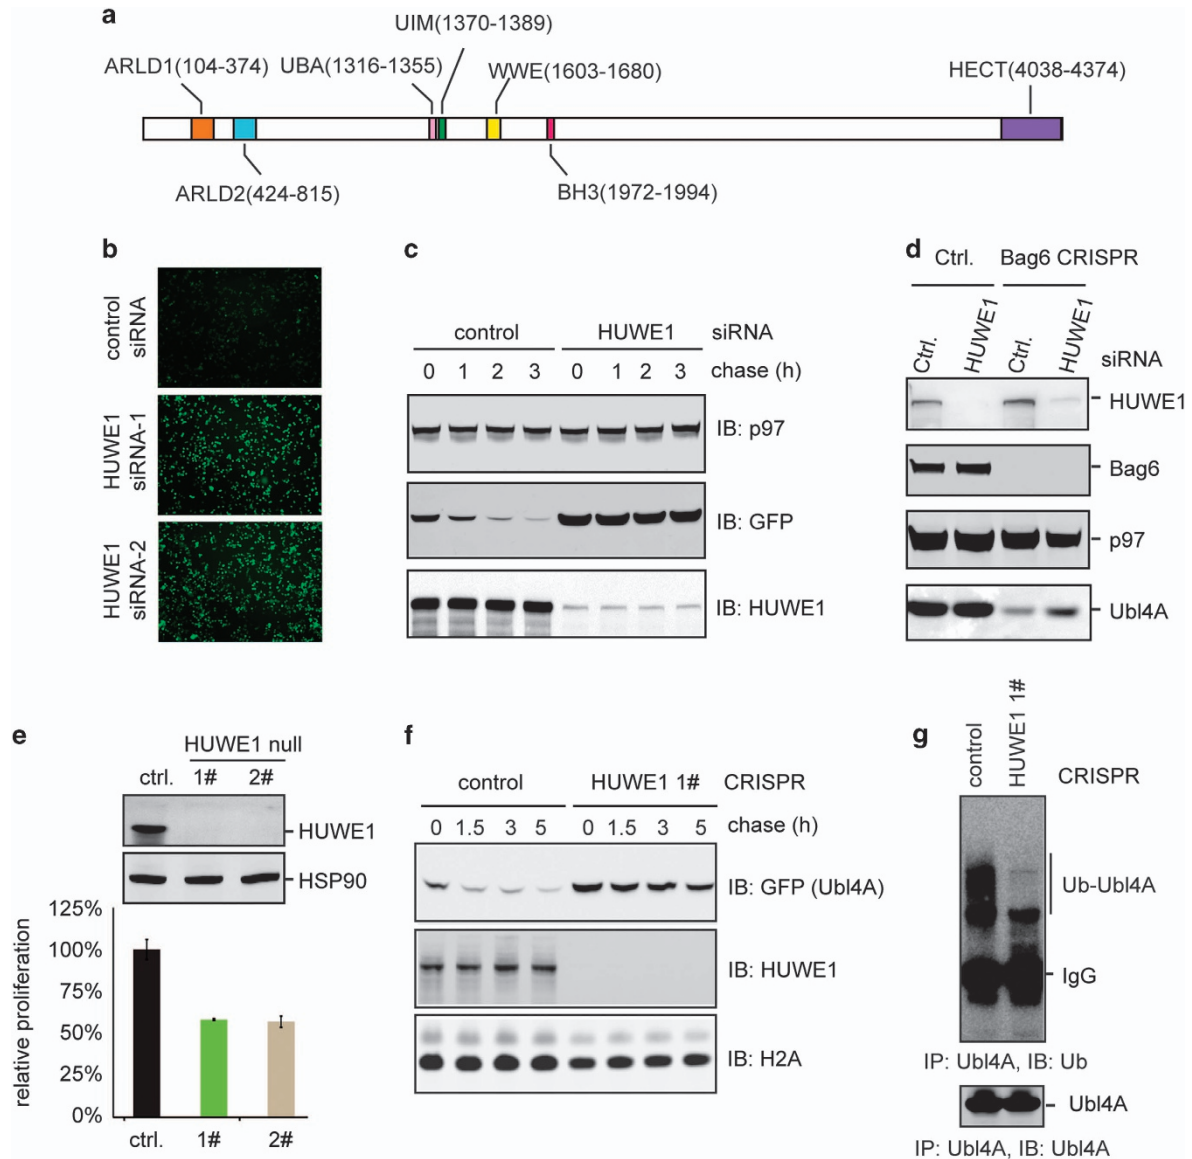 a
UIM(1370-1389)
ARLD1(104-374)
UBA(1316-1355)
WWE(1603-1680)
HECT(4038-4374)
ARLD2(424-815)
BH3(1972-1994)
b
control
siRNA
HUWE1
siRNA-1
HUWE1
siRNA-2
c
control HUWE1 siRNA
0 1 2 3 0 1 2 3 chase (h)
IB: p97
IB: GFP
IB: HUWE1
d
Ctrl. Bag6 CRISPR
Ctrl. HUWE1 Ctrl. HUWE1 siRNA
HUWE1
Bag6
p97
Ubl4A
e
HUWE1 null
ctrl. 1# 2#
HUWE1
HSP90
relative proliferation
125%
100%
75%
50%
25%
0%
ctrl. 1# 2#
f
control HUWE1 1# CRISPR
0 1.5 3 5 0 1.5 3 5 chase (h)
IB: GFP (Ubl4A)
IB: HUWE1
IB: H2A
g
control HUWE1 1# CRISPR
Ub-Ubl4A
IgG
IP: Ubl4A, IB: Ub
Ubl4A
IP: Ubl4A, IB: Ubl4A